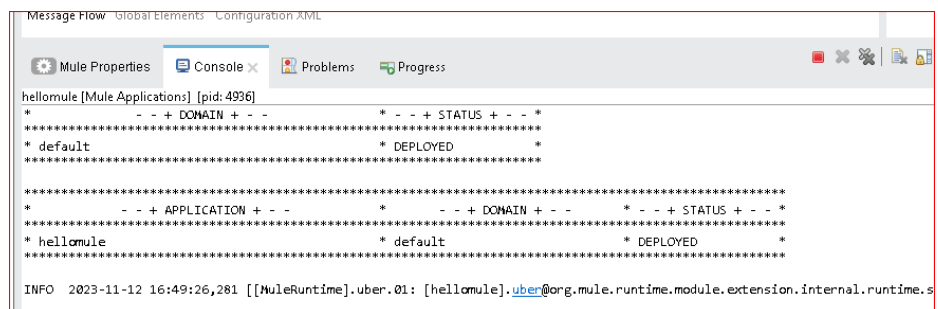 Message Flow Global Elements Configuration XML
Mule Properties Console Problems Progress
hellomule [Mule Applications] [pid: 4936]
* - - + DOMAIN + - - * - - + STATUS + - - *
**********************************************************************
* default * DEPLOYED *
**********************************************************************
*******************************************************************************************************
* - - + APPLICATION + - - * - - + DOMAIN + - - * - - + STATUS + - - *
*******************************************************************************************************
* hellomule * default * DEPLOYED *
*******************************************************************************************************
INFO 2023-11-12 16:49:26,281 [[MuleRuntime].uber.01: [hellomule].uber@org.mule.runtime.module.extension.internal.runtime.s